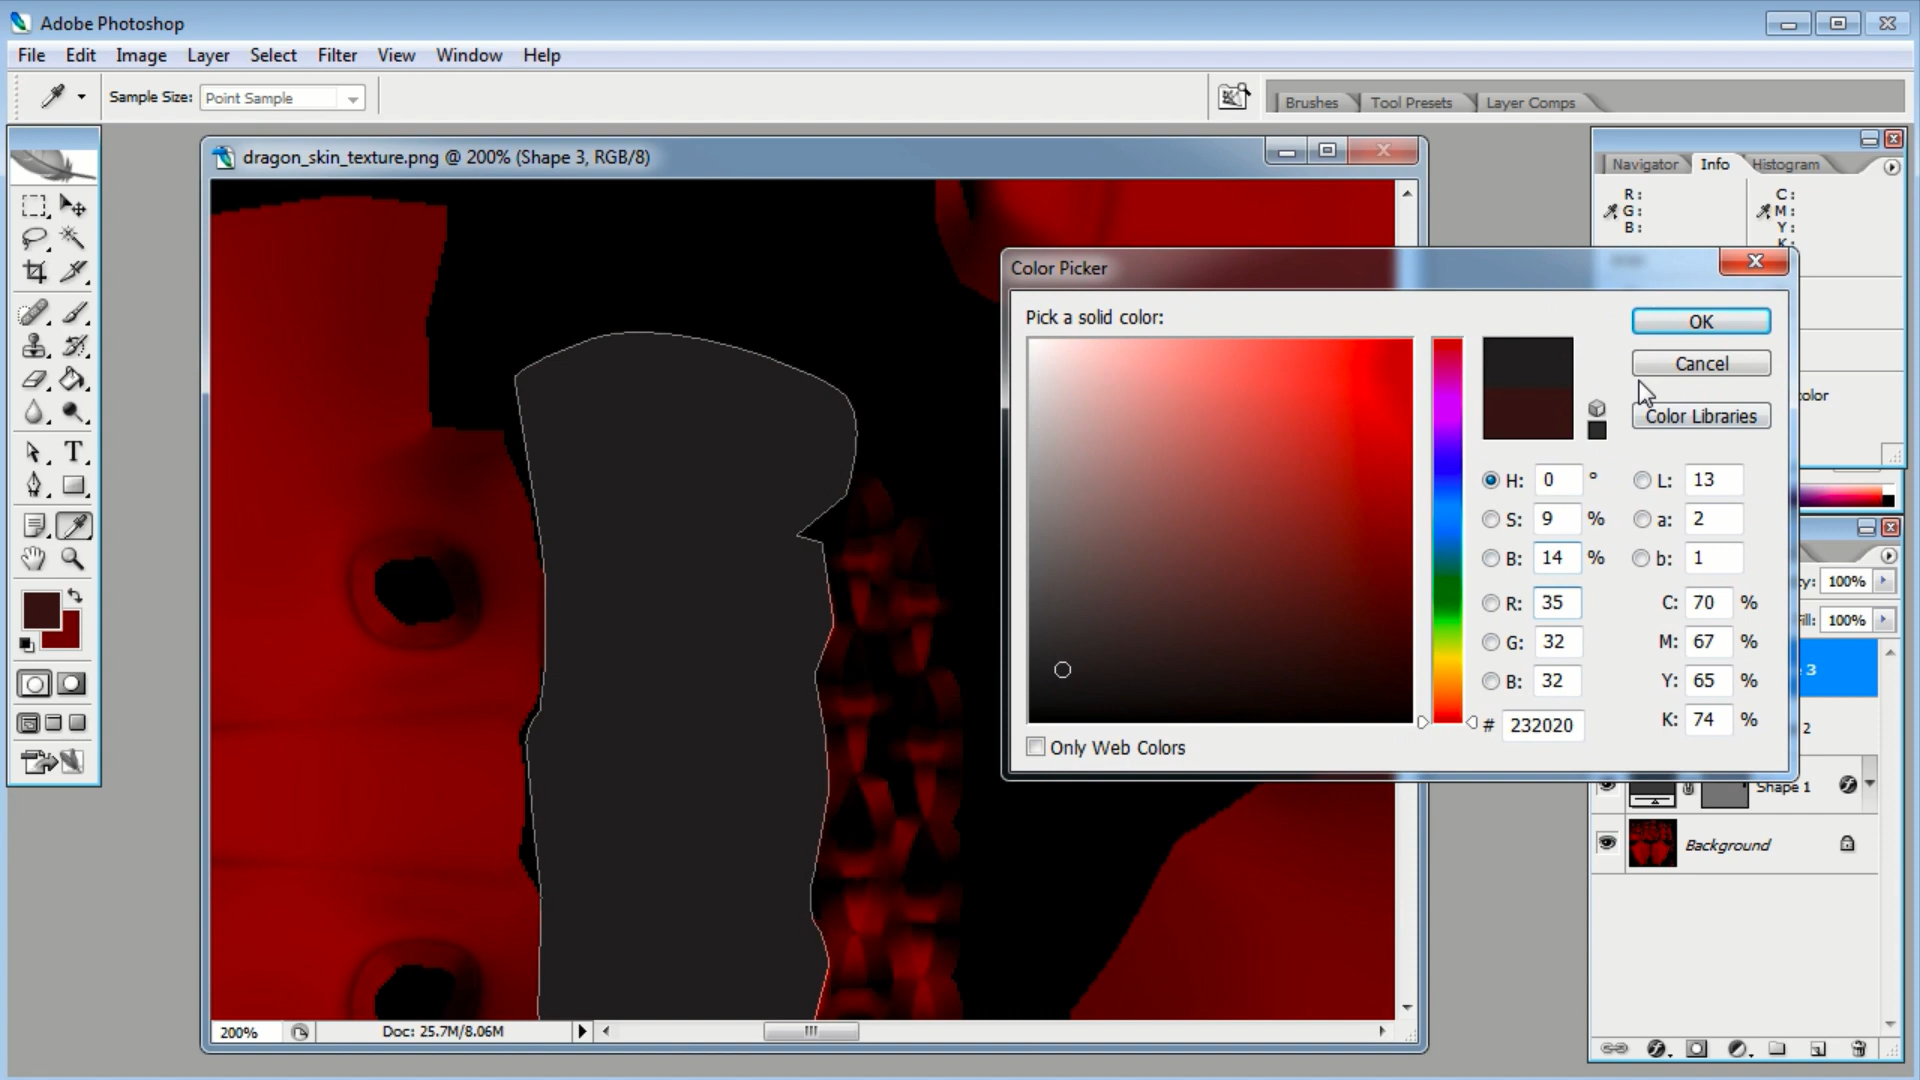 Adobe Photoshop
File Edit Image Layer Select Filter View Window Help
Sample Size: Point Sample
Brushes Tool Presets Layer Comps
dragon_skin_texture.png @ 200% (Shape 3, RGB/8)
Navigator Info Histogram
R: C:
G: M:
B: Y:
K:
Color Picker
Pick a solid color:
OK
Cancel
Color Libraries
color
H: 0 ° L: 13
S: 9 % a: 2
B: 14 % b: 1
R: 35 C: 70 %
G: 32 M: 67 %
B: 32 Y: 65 %
# 232020 K: 74 %
Only Web Colors
100%
100%
3
2
Shape 1
Background
200% Doc: 25.7M/8.06M
T